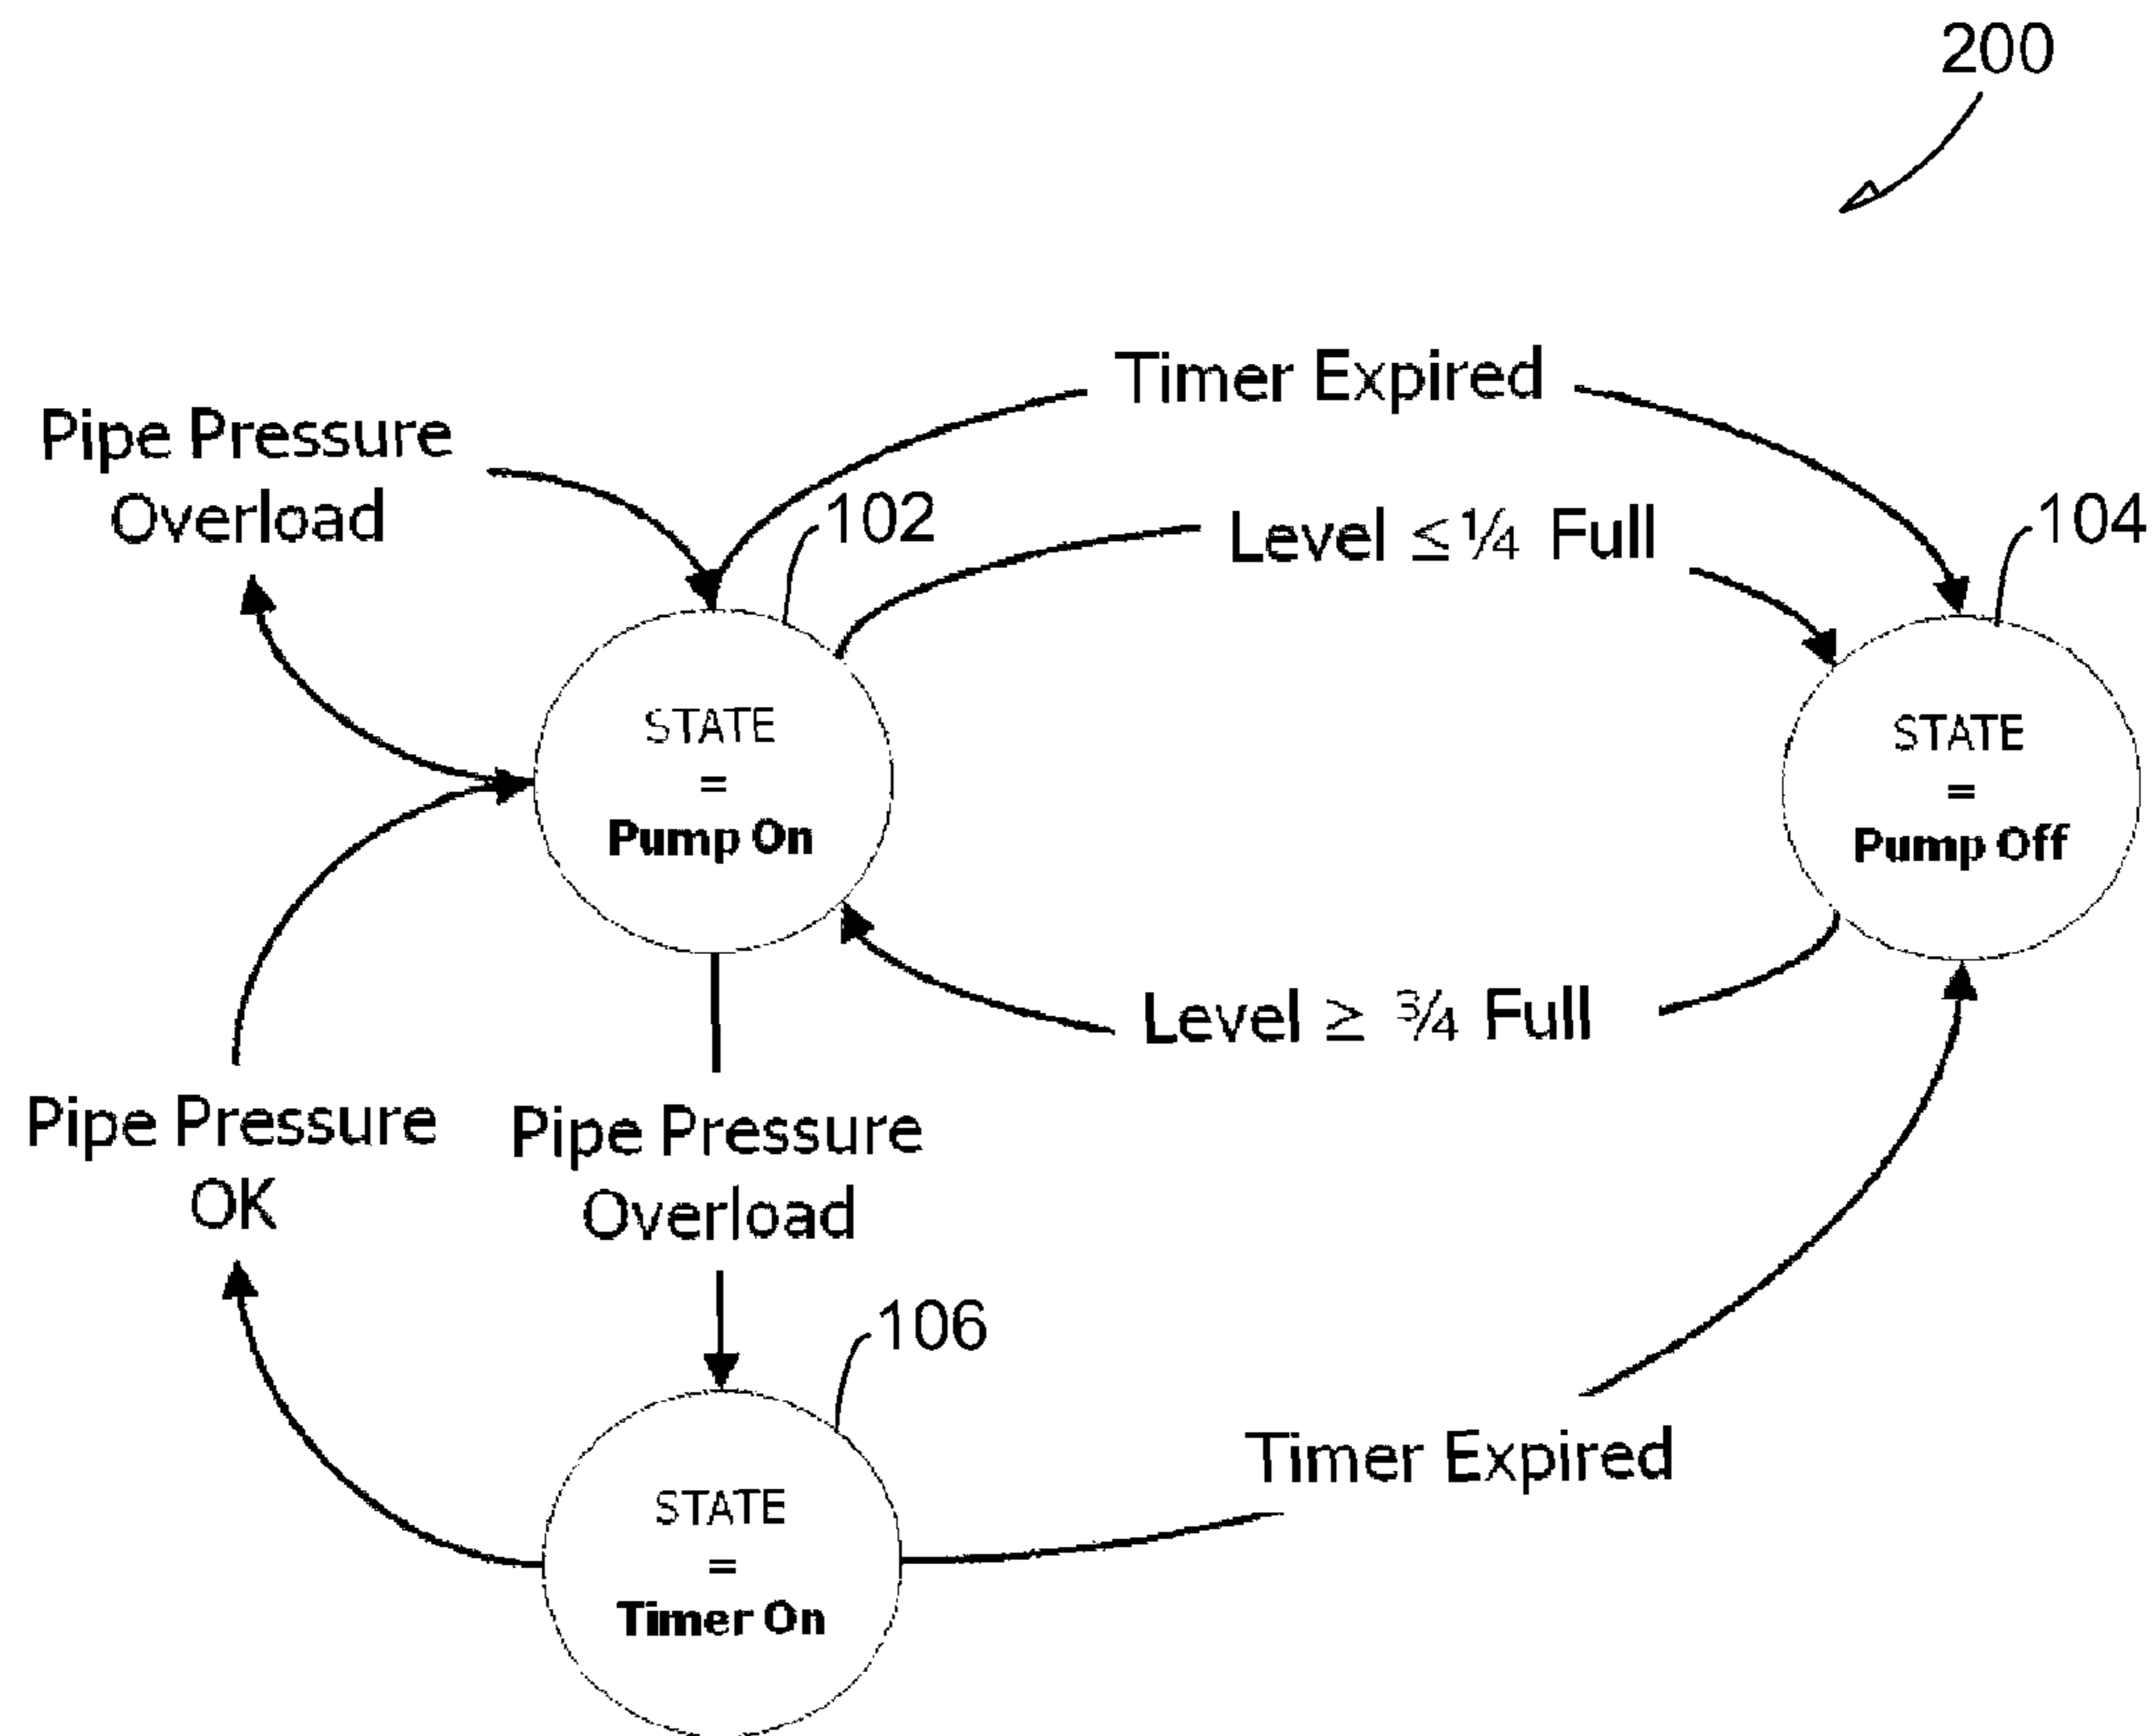 200
Timer Expired
Pipe Pressure
Overload
102
Level ≤ ¼ Full
104
STATE
=
Pump On
STATE
=
Pump Off
Level ≥ ¾ Full
Pipe Pressure
OK
Pipe Pressure
Overload
106
Timer Expired
STATE
=
Timer On